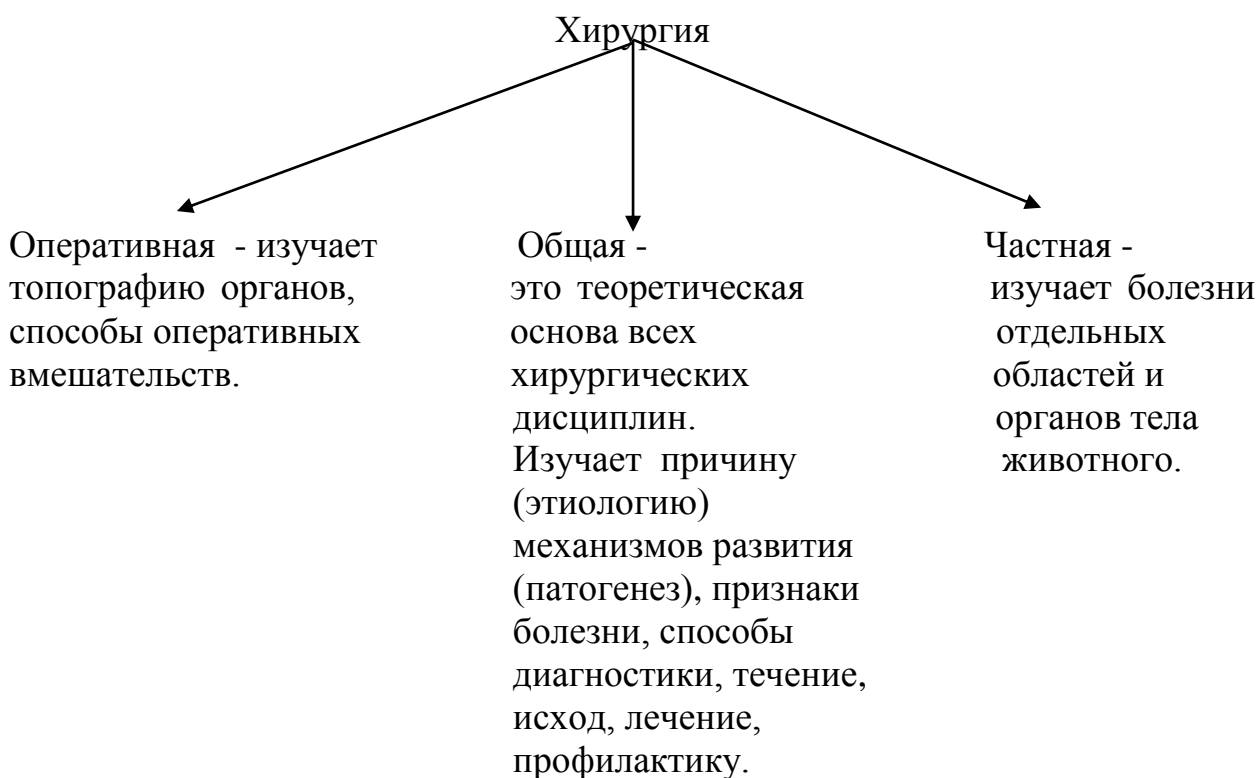 Хирургия
Оперативная - изучает
топографию органов,
способы оперативных
вмешательств.
Общая -
это теоретическая
основа всех
хирургических
дисциплин.
Изучает причину
(этиологию)
механизмов развития
(патогенез), признаки
болезни, способы
диагностики, течение,
исход, лечение,
профилактику.
Частная -
изучает болезни
отдельных
областей и
органов тела
животного.